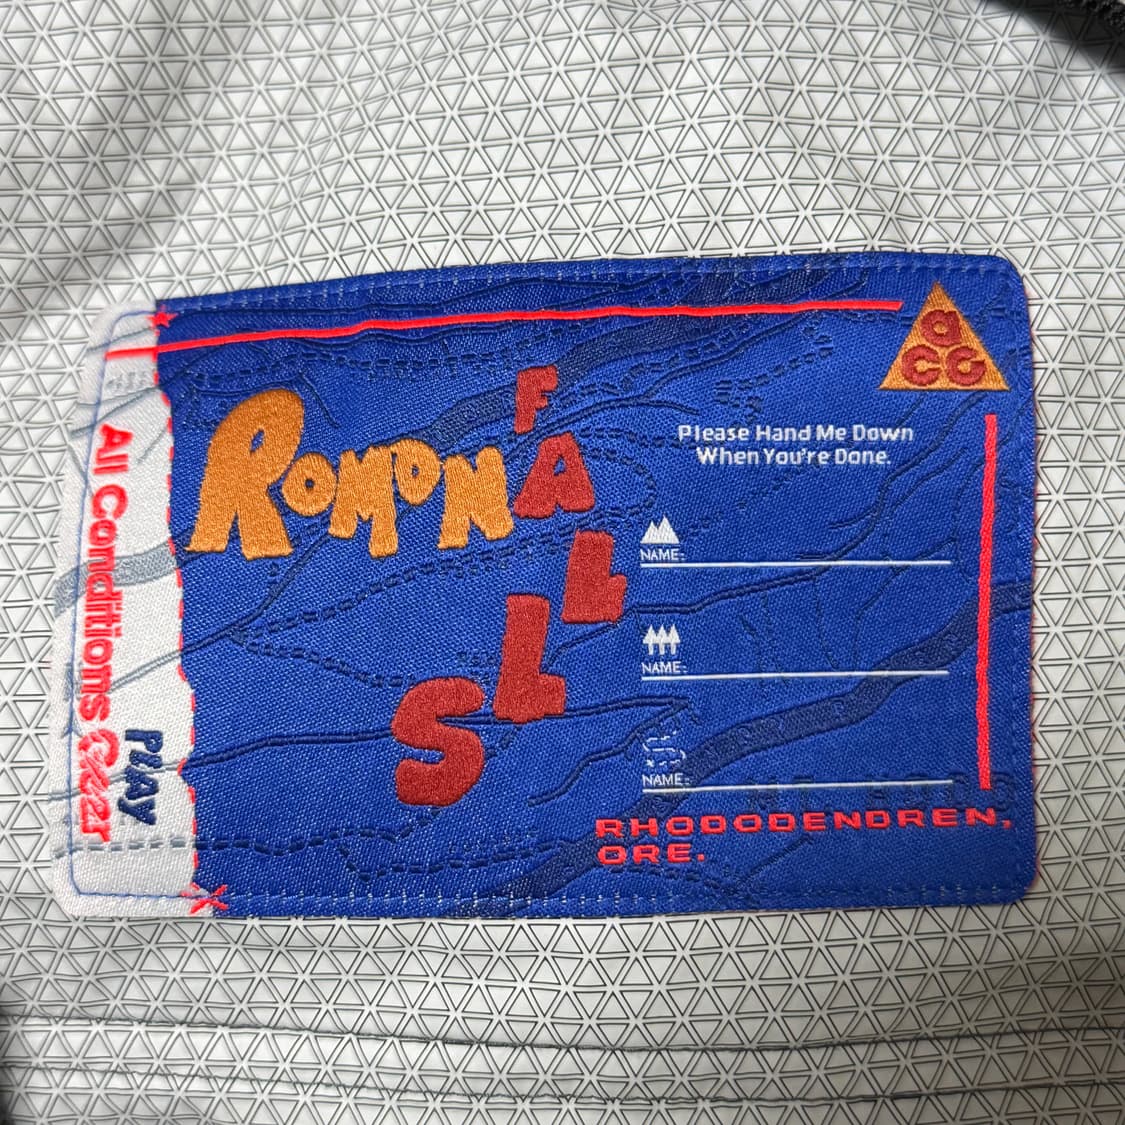 acg
ROMON
FALLS
Please Hand Me Down
When You're Done.
NAME:
NAME:
NAME:
RHODODENDREN,
ORE.
All Conditions Gear
PLAY